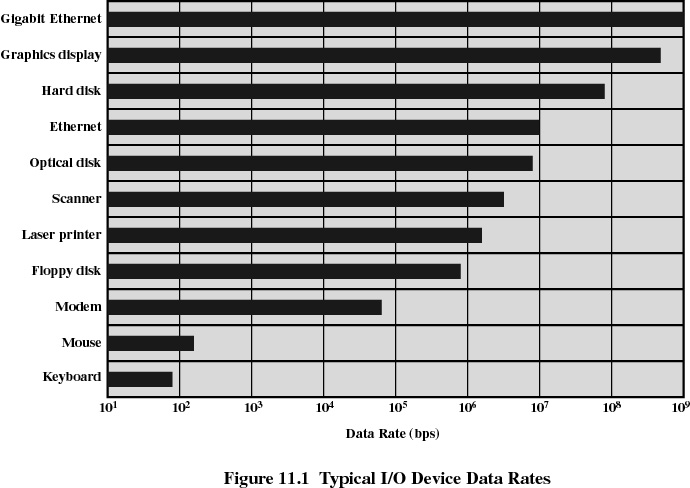 Gigabit Ethernet
Graphics display
Hard disk
Ethernet
Optical disk
Scanner
Laser printer
Floppy disk
Modem
Mouse
Keyboard
10¹ 10² 10³ 10⁴ 10⁵ 10⁶ 10⁷ 10⁸ 10⁹
Data Rate (bps)
Figure 11.1 Typical I/O Device Data Rates